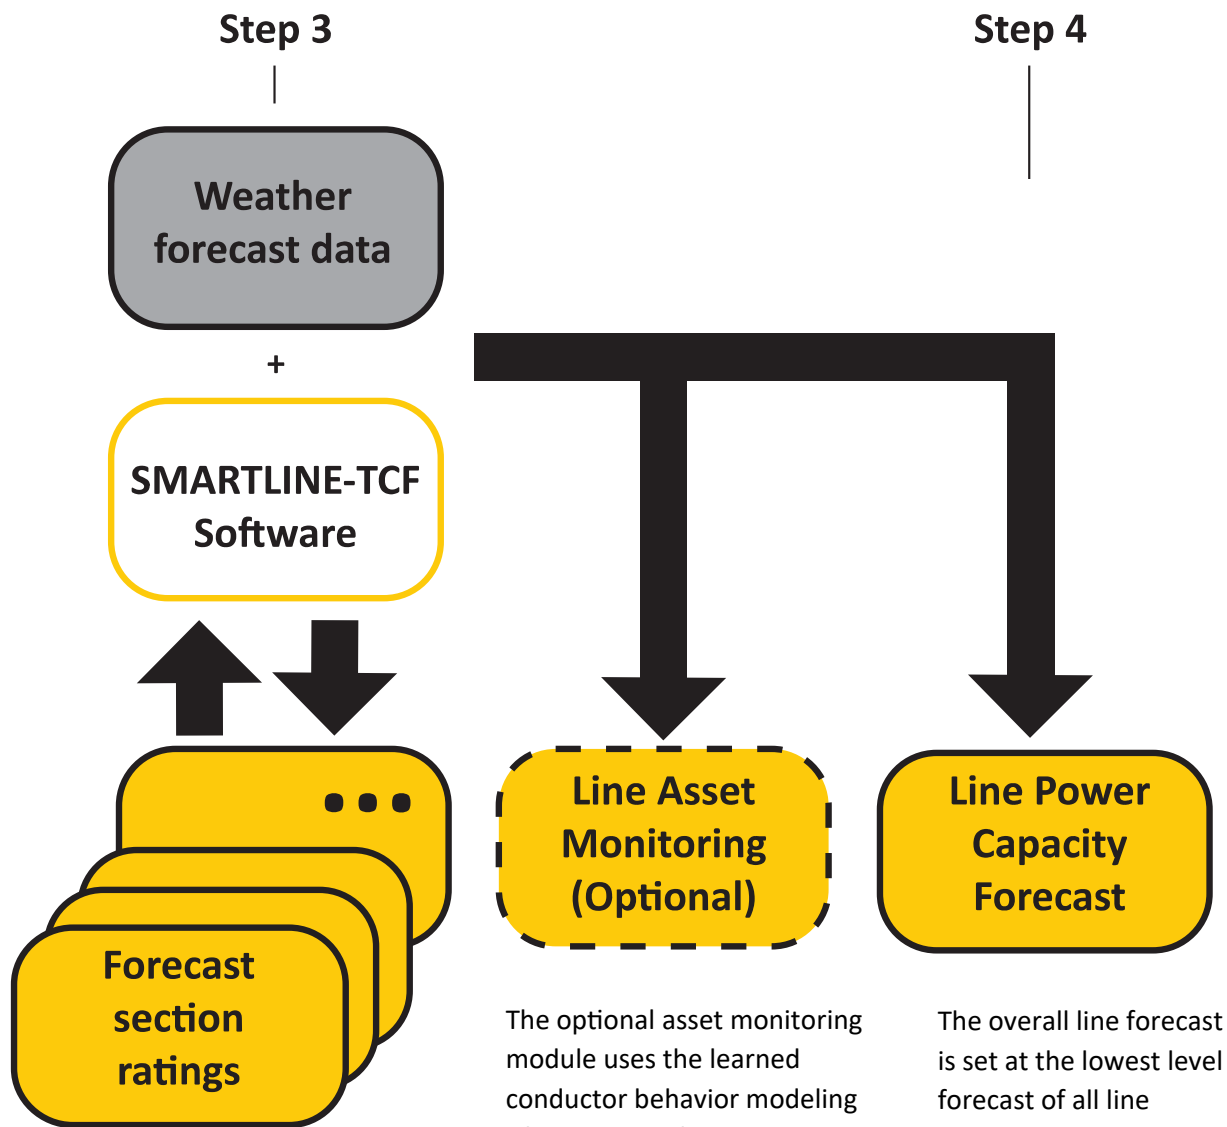 Step 3
Step 4
Weather
forecast data
+
SMARTLINE-TCF
Software
Forecast
section
ratings
Line Asset
Monitoring
(Optional)
Line Power
Capacity
Forecast
The optional asset monitoring
module uses the learned
conductor behavior modeling
The overall line forecast
is set at the lowest level
forecast of all line